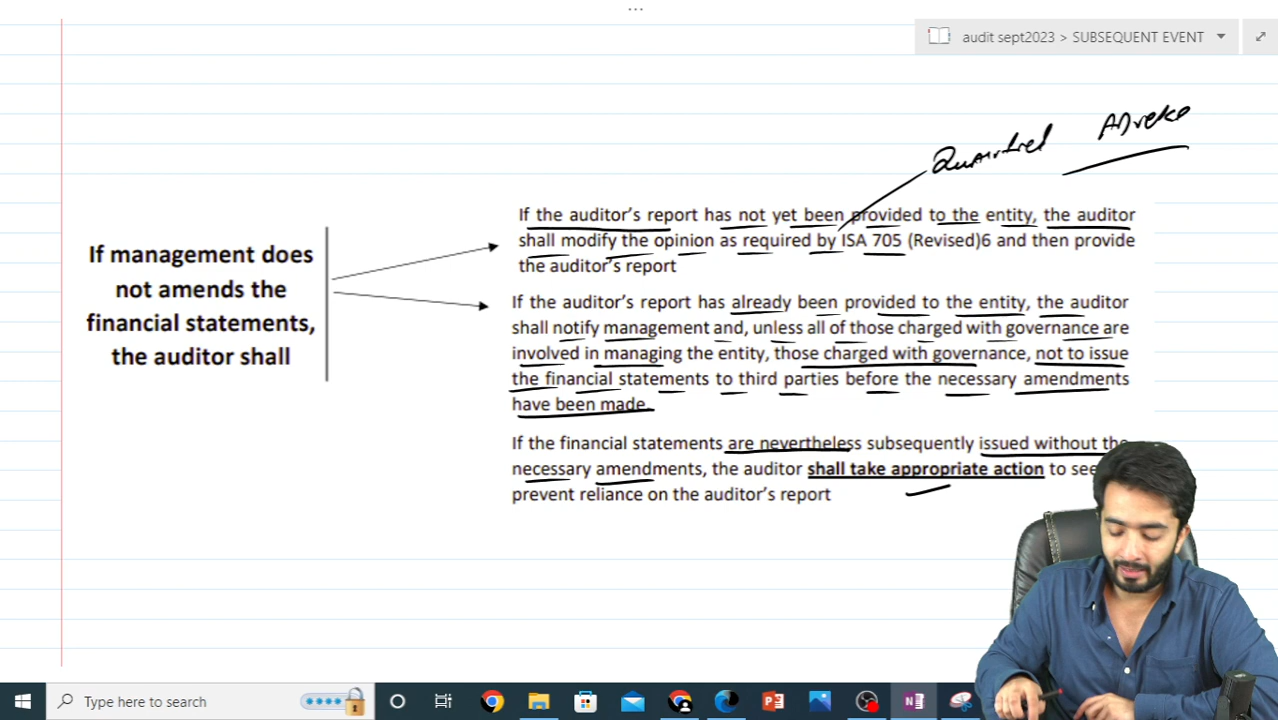 ...
audit sept2023 > SUBSEQUENT EVENT
Adverse
Qualified
If the auditor's report has not yet been provided to the entity, the auditor
shall modify the opinion as required by ISA 705 (Revised)6 and then provide
the auditor's report
If management does
not amends the
financial statements,
the auditor shall
If the auditor's report has already been provided to the entity, the auditor
shall notify management and, unless all of those charged with governance are
involved in managing the entity, those charged with governance, not to issue
the financial statements to third parties before the necessary amendments
have been made.
If the financial statements are nevertheless subsequently issued without the
necessary amendments, the auditor shall take appropriate action to
prevent reliance on the auditor's report
Type here to search